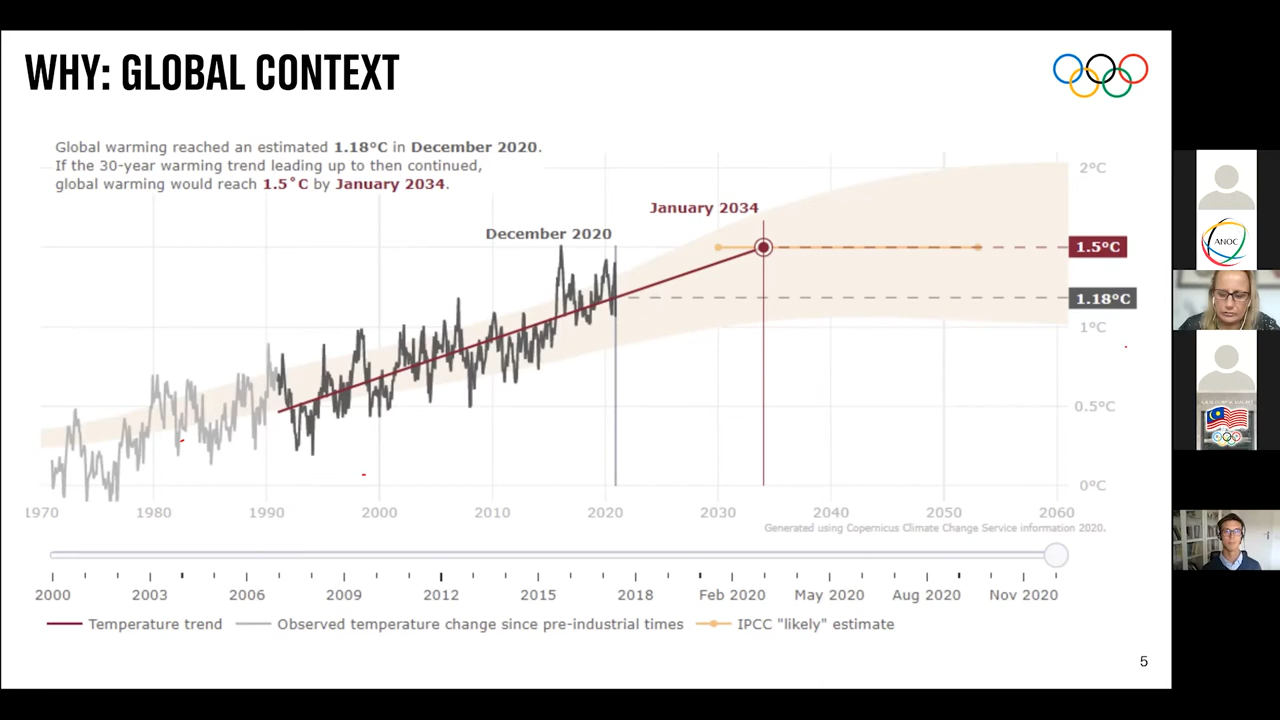 WHY: GLOBAL CONTEXT
Global warming reached an estimated 1.18°C in December 2020.
If the 30-year warming trend leading up to then continued,
global warming would reach 1.5˚C by January 2034.
2°C
January 2034
December 2020
1.5°C
1.18°C
1°C
0.5°C
0°C
1970 1980 1990 2000 2010 2020 2030 2040 2050 2060
Generated using Copernicus Climate Change Service information 2020.
2000 2003 2006 2009 2012 2015 2018 Feb 2020 May 2020 Aug 2020 Nov 2020
Temperature trend Observed temperature change since pre-industrial times IPCC "likely" estimate
5
ANOC